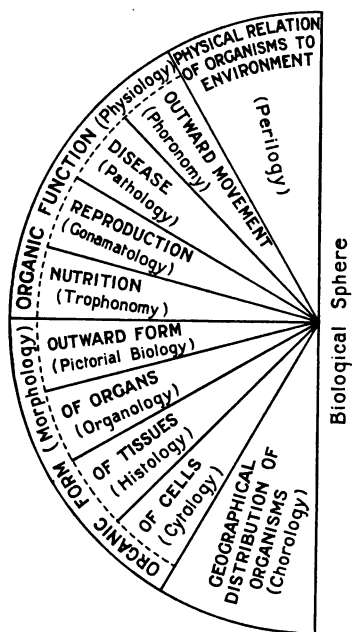 PHYSICAL RELATION
OF ORGANISMS TO
ENVIRONMENT
(Perilogy)
ORGANIC FUNCTION (Physiology)
OUTWARD MOVEMENT
(Phoronomy)
DISEASE
(Pathology)
REPRODUCTION
(Gonamatology)
NUTRITION
(Trophonomy)
ORGANIC FORM (Morphology)
OUTWARD FORM
(Pictorial Biology)
OF ORGANS
(Organology)
OF TISSUES
(Histology)
OF CELLS
(Cytology)
GEOGRAPHICAL
DISTRIBUTION OF
ORGANISMS
(Chorology)
Biological Sphere